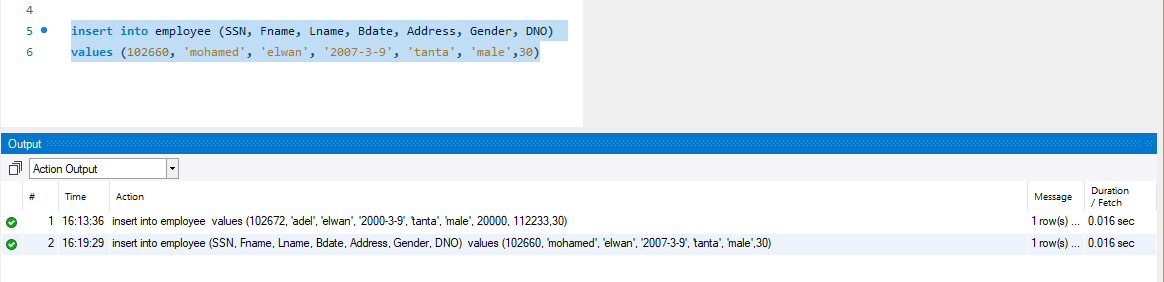 4
5 insert into employee (SSN, Fname, Lname, Bdate, Address, Gender, DNO)
6 values (102660, 'mohamed', 'elwan', '2007-3-9', 'tanta', 'male',30)
Output
Action Output
# Time Action Message Duration / Fetch
1 16:13:36 insert into employee values (102672, 'adel', 'elwan', '2000-3-9', 'tanta', 'male', 20000, 112233,30) 1 row(s) ... 0.016 sec
2 16:19:29 insert into employee (SSN, Fname, Lname, Bdate, Address, Gender, DNO) values (102660, 'mohamed', 'elwan', '2007-3-9', 'tanta', 'male',30) 1 row(s) ... 0.016 sec